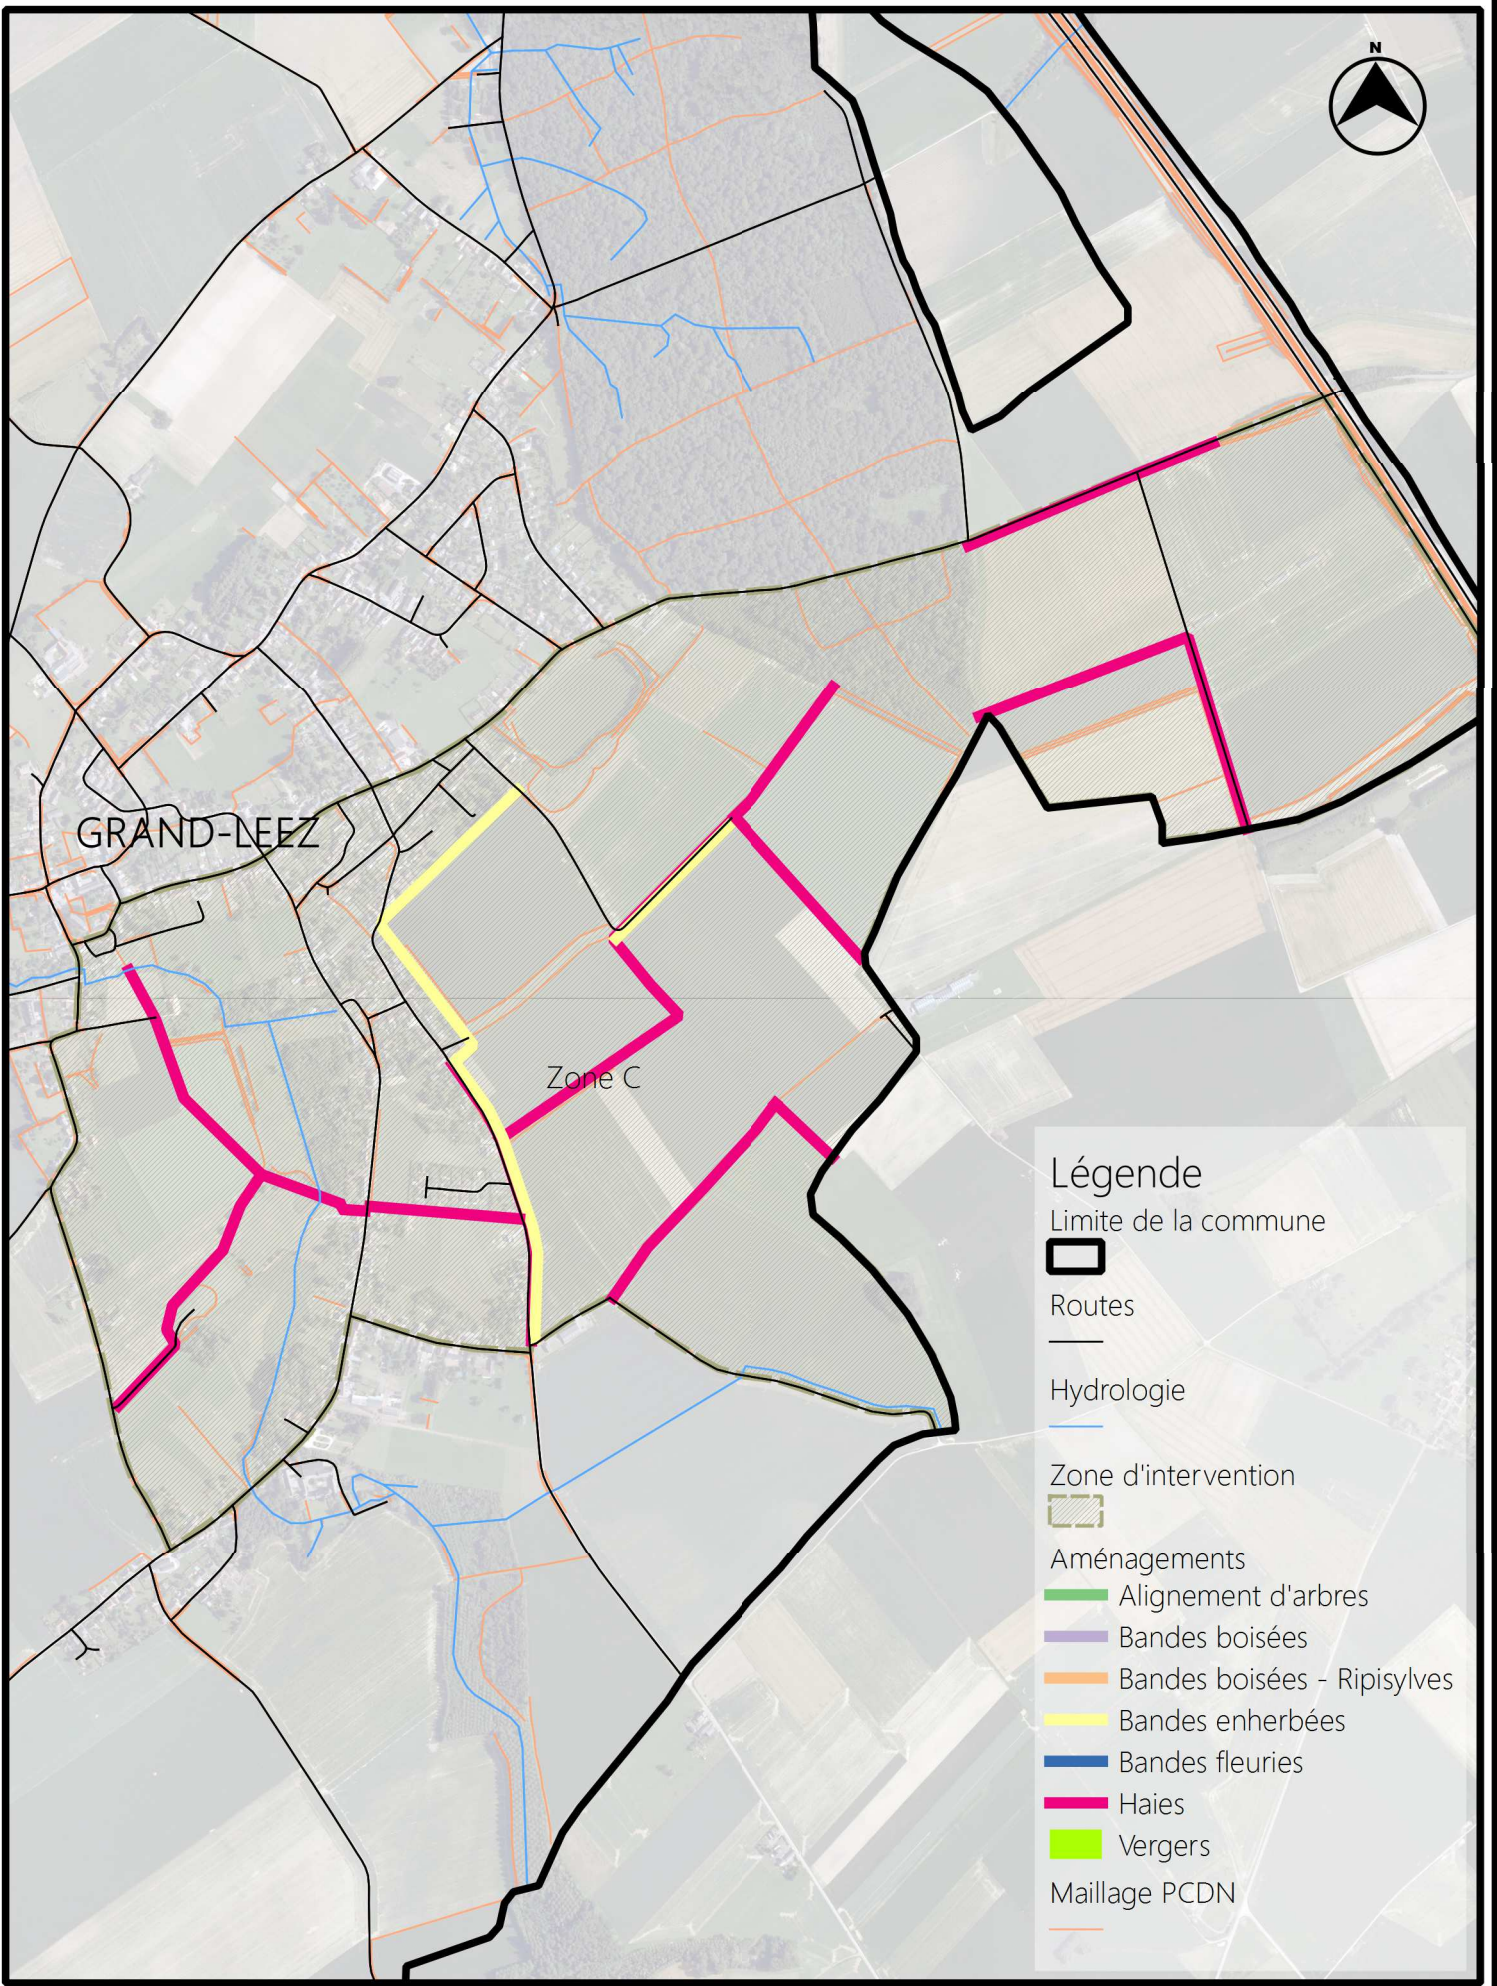 N
GRAND-LEEZ
Zone C
Légende
Limite de la commune
Routes
Hydrologie
Zone d'intervention
Aménagements
Alignement d'arbres
Bandes boisées
Bandes boisées - Ripisylves
Bandes enherbées
Bandes fleuries
Haies
Vergers
Maillage PCDN